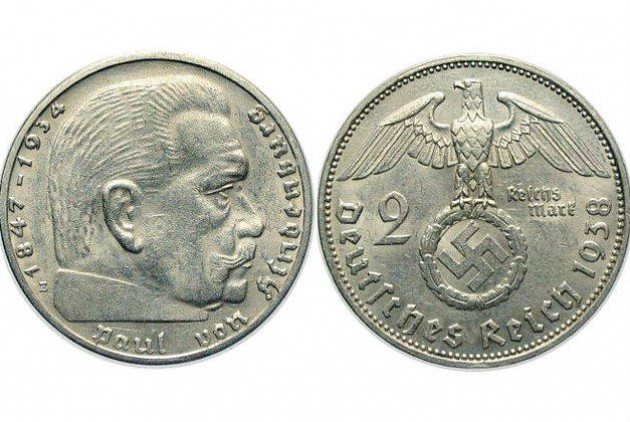 1847-1934
Paul von Hindenburg
E
2
Reichs
mark
Deutsches Reich 1938